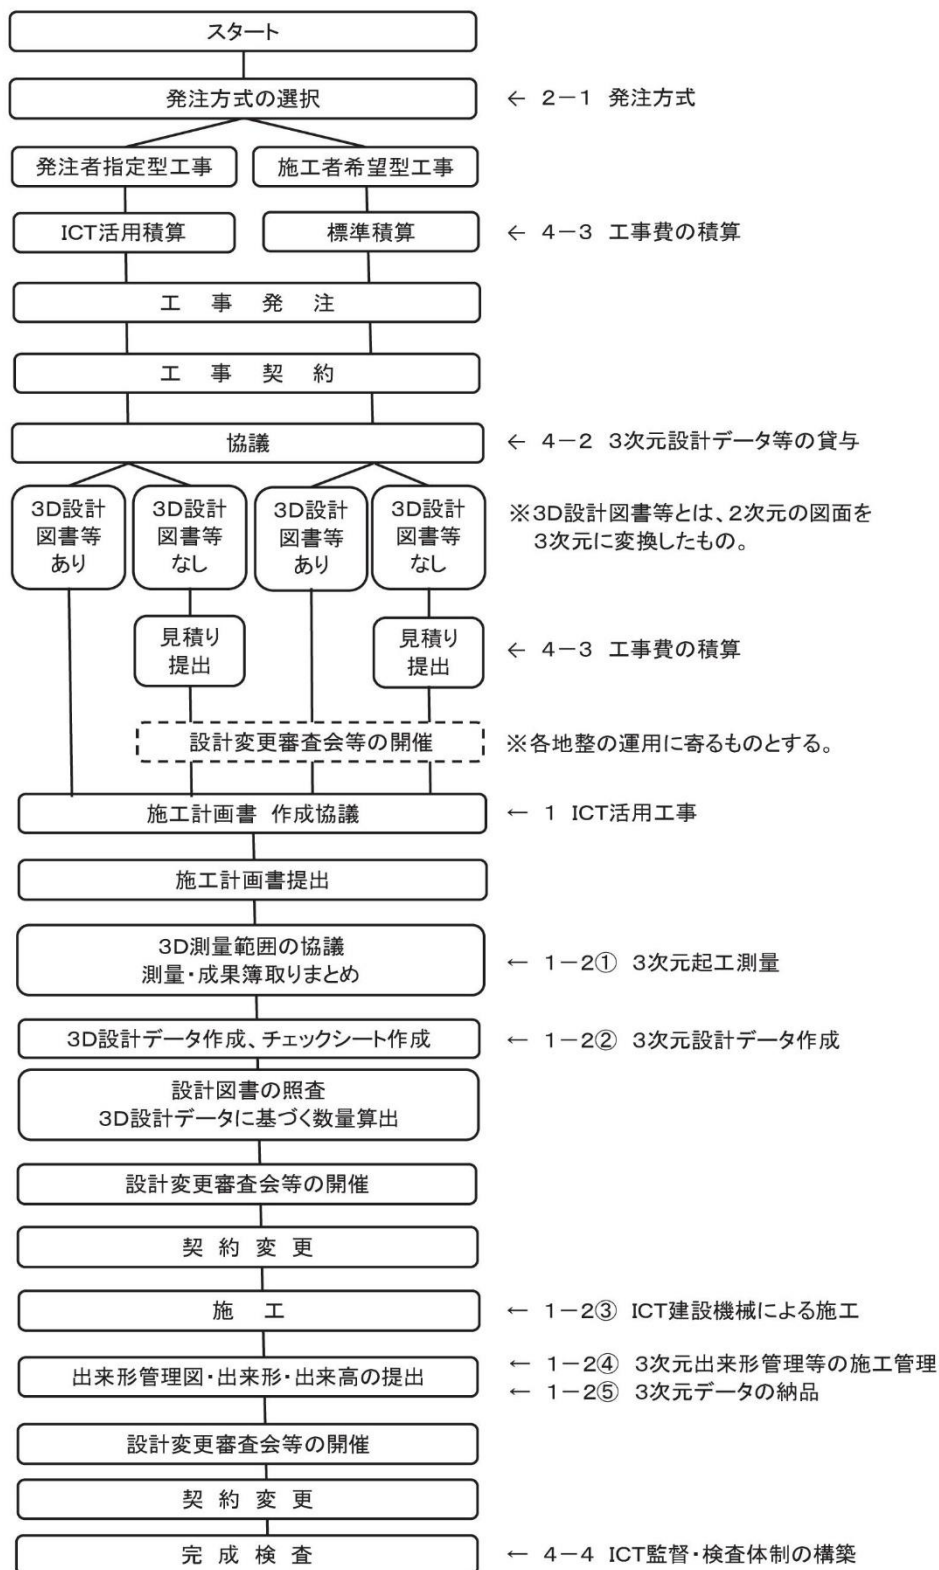 スタート
発注方式の選択
← 2－1 発注方式
発注者指定型工事
施工者希望型工事
ICT活用積算
標準積算
← 4－3 工事費の積算
工 事 発 注
工 事 契 約
協議
← 4－2 3次元設計データ等の貸与
3D設計
図書等
あり
3D設計
図書等
なし
3D設計
図書等
あり
3D設計
図書等
なし
※3D設計図書等とは、2次元の図面を
3次元に変換したもの。
見積り
提出
見積り
提出
← 4－3 工事費の積算
設計変更審査会等の開催
※各地整の運用に寄るものとする。
施工計画書 作成協議
← 1 ICT活用工事
施工計画書提出
3D測量範囲の協議
測量・成果簿取りまとめ
← 1－2① 3次元起工測量
3D設計データ作成、チェックシート作成
← 1－2② 3次元設計データ作成
設計図書の照査
3D設計データに基づく数量算出
設計変更審査会等の開催
契 約 変 更
施 工
← 1－2③ ICT建設機械による施工
出来形管理図・出来形・出来高の提出
← 1－2④ 3次元出来形管理等の施工管理
← 1－2⑤ 3次元データの納品
設計変更審査会等の開催
契 約 変 更
完 成 検 査
← 4－4 ICT監督・検査体制の構築